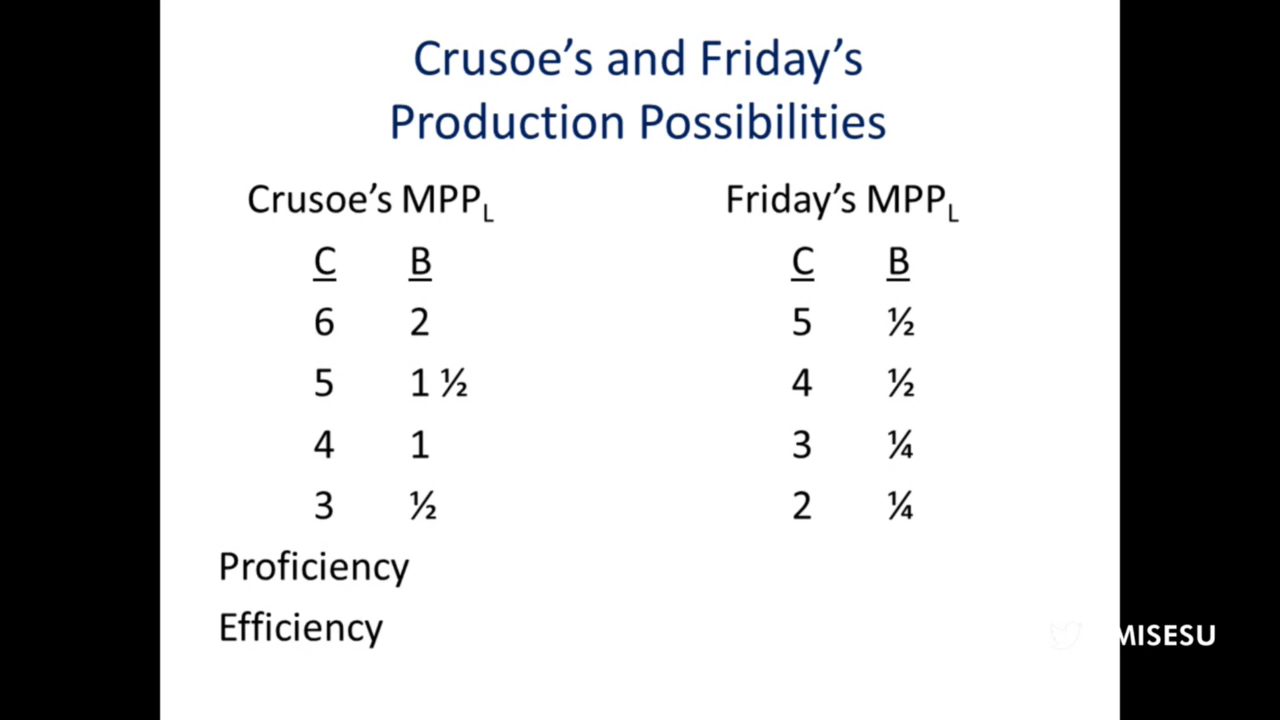 Crusoe's and Friday's
Production Possibilities
Crusoe's MPPL
Friday's MPPL
C B
C B
6 2
5 ½
5 1 ½
4 ½
4 1
3 ¼
3 ½
2 ¼
Proficiency
Efficiency
MISESU